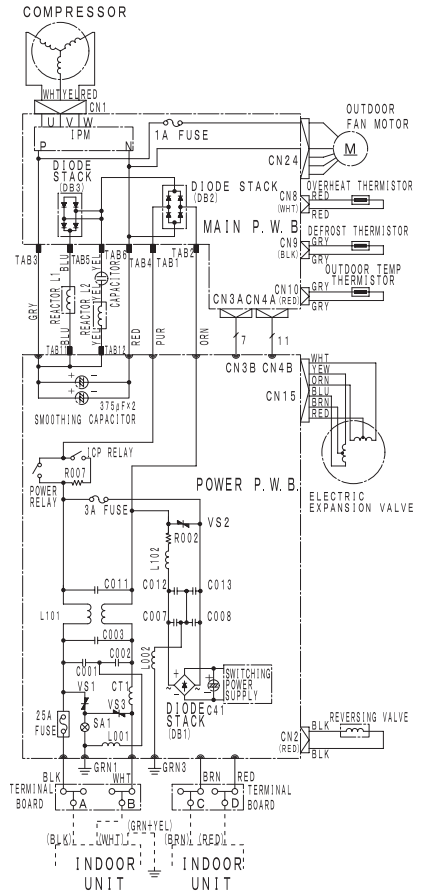 COMPRESSOR
WHT YEL RED
CN1
U V W
IPM
P N
1A FUSE
OUTDOOR
FAN MOTOR
M
CN24
DIODE
STACK
(DB3)
DIODE STACK
(DB2)
MAIN P.W.B.
CN8
(WHT)
OVERHEAT THERMISTOR
RED
RED
CN9
(BLK)
DEFROST THERMISTOR
GRY
GRY
CN10
(RED)
OUTDOOR TEMP
THERMISTOR
GRY
GRY
TAB3
TAB5
TAB6
TAB4
TAB1
TAB2
BLU
REACTOR L1
BLU
YEL
YEL
REACTOR L2
YEL
CAPACITOR
GRY
RED
PUR
ORN
TAB11
TAB12
CN3A
CN4A
7
11
CN3B
CN4B
375μF×2
SMOOTHING CAPACITOR
WHT
YEW
ORN
BLU
BRN
RED
CN15
ELECTRIC
EXPANSION VALVE
ICP RELAY
R007
POWER
RELAY
POWER P.W.B.
3A FUSE
VS2
R002
L102
C011
C012
C013
L101
C007
C008
C003
L002
C002
C001
VS1
CT1
VS3
25A
FUSE
SA1
L001
SWITCHING
POWER
SUPPLY
C41
DIODE
STACK
(DB1)
CN2
(RED)
BLK
REVERSING VALVE
BLK
GRN1
GRN3
BLK
WHT
BRN
RED
TERMINAL
BOARD
A
B
C
D
TERMINAL
BOARD
(BLK)
(WHT)
(GRN+YEL)
(BRN)
(RED)
INDOOR
UNIT
INDOOR
UNIT